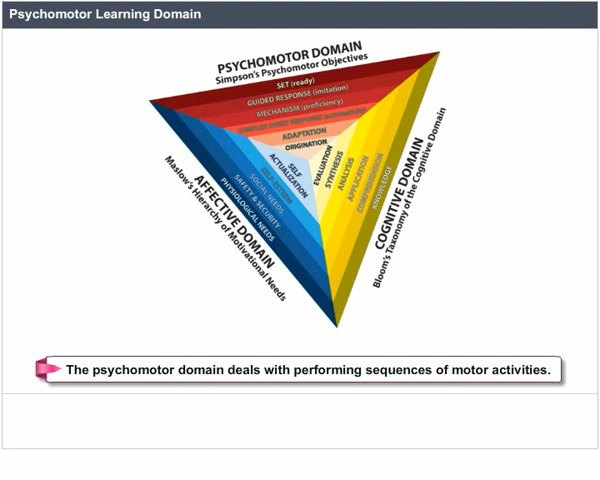 Psychomotor Learning Domain
PSYCHOMOTOR DOMAIN
Simpson's Psychomotor Objectives
SET (ready)
GUIDED RESPONSE (imitation)
MECHANISM (proficiency)
COMPLEX OVERT RESPONSE
ADAPTATION
ORIGINATION
SELF
ACTUALIZATION
SELF-ESTEEM
SOCIAL NEEDS
SAFETY & SECURITY
PHYSIOLOGICAL NEEDS
AFFECTIVE DOMAIN
Maslow's Hierarchy of Motivational Needs
EVALUATION
SYNTHESIS
ANALYSIS
APPLICATION
COMPREHENSION
KNOWLEDGE
COGNITIVE DOMAIN
Bloom's Taxonomy of the Cognitive Domain
The psychomotor domain deals with performing sequences of motor activities.